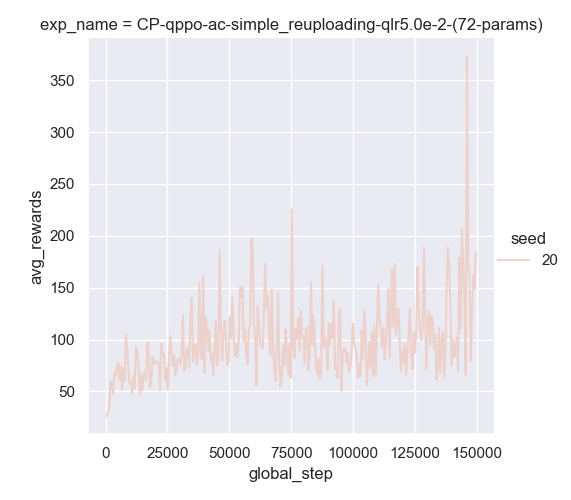 exp_name = CP-qppo-ac-simple_reuploading-qlr5.0e-2-(72-params)
350
300
250
200
150
100
50
avg_rewards
seed
20
0 25000 50000 75000 100000 125000 150000
global_step